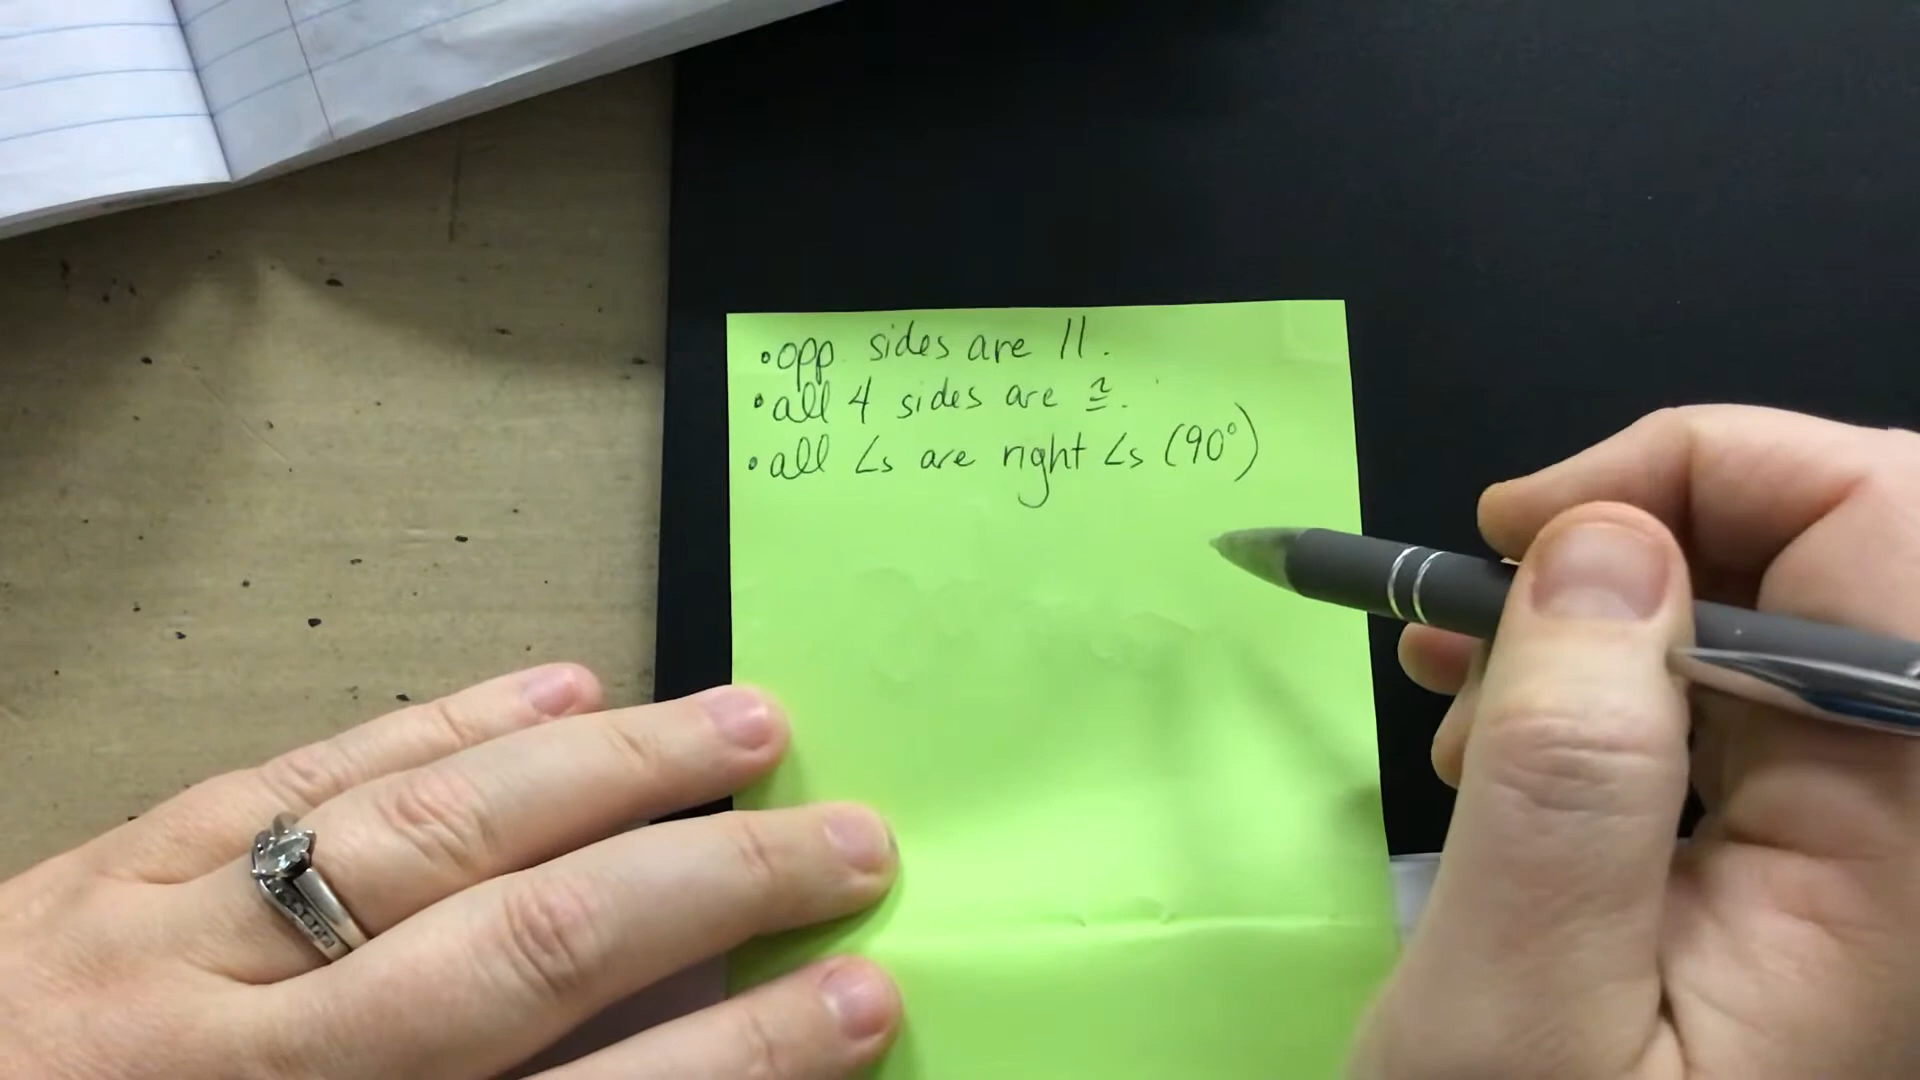 •opp. sides are ||.
•all 4 sides are ≅.
•all ∠s are right ∠s (90°)